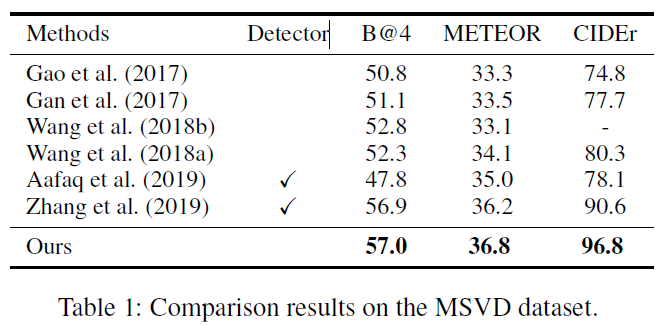 Methods Detector B@4 METEOR CIDEr
Gao et al. (2017) 50.8 33.3 74.8
Gan et al. (2017) 51.1 33.5 77.7
Wang et al. (2018b) 52.8 33.1 -
Wang et al. (2018a) 52.3 34.1 80.3
Aafaq et al. (2019) ✓ 47.8 35.0 78.1
Zhang et al. (2019) ✓ 56.9 36.2 90.6
Ours 57.0 36.8 96.8
Table 1: Comparison results on the MSVD dataset.